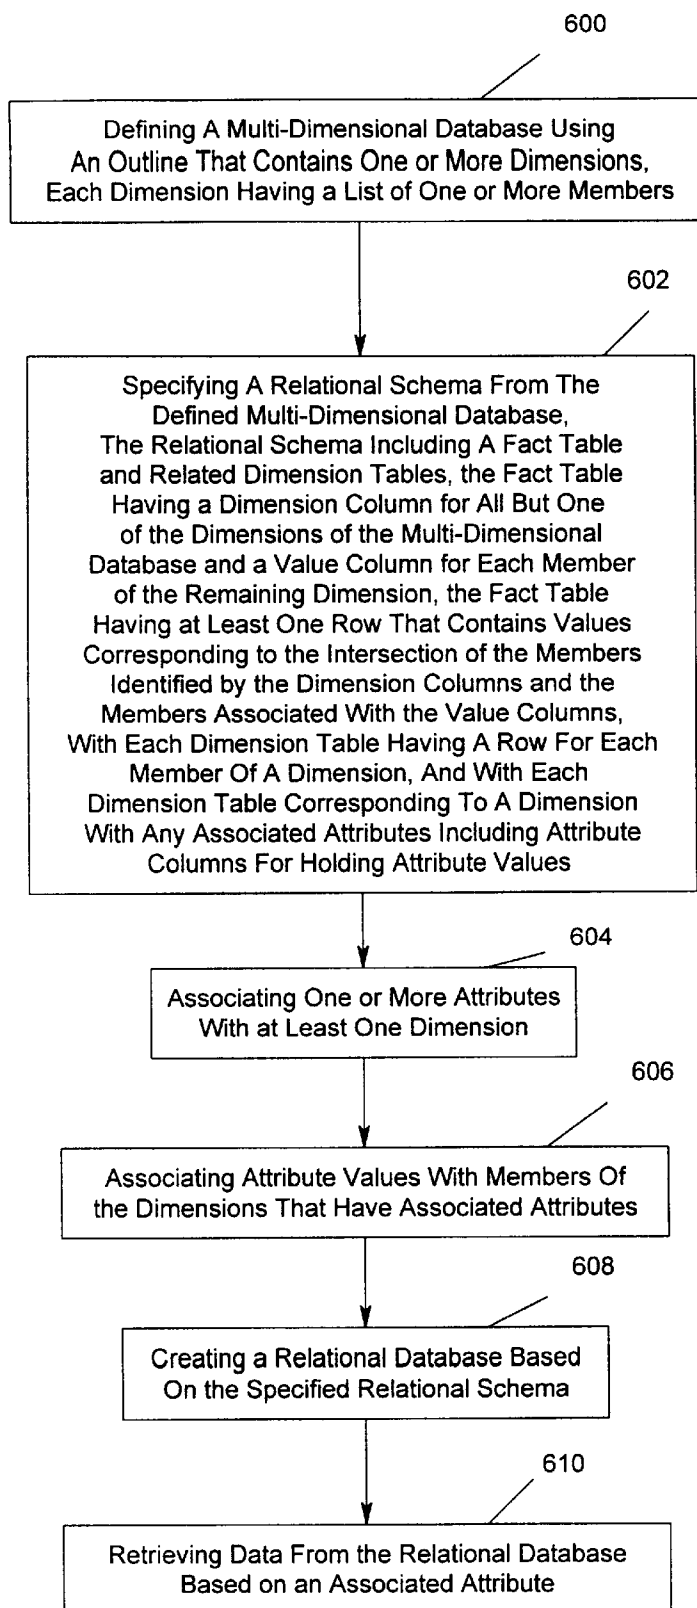 600
Defining A Multi-Dimensional Database Using
An Outline That Contains One or More Dimensions,
Each Dimension Having a List of One or More Members
602
Specifying A Relational Schema From The
Defined Multi-Dimensional Database,
The Relational Schema Including A Fact Table
and Related Dimension Tables, the Fact Table
Having a Dimension Column for All But One
of the Dimensions of the Multi-Dimensional
Database and a Value Column for Each Member
of the Remaining Dimension, the Fact Table
Having at Least One Row That Contains Values
Corresponding to the Intersection of the Members
Identified by the Dimension Columns and the
Members Associated With the Value Columns,
With Each Dimension Table Having A Row For Each
Member Of A Dimension, And With Each
Dimension Table Corresponding To A Dimension
With Any Associated Attributes Including Attribute
Columns For Holding Attribute Values
604
Associating One or More Attributes
With at Least One Dimension
606
Associating Attribute Values With Members Of
the Dimensions That Have Associated Attributes
608
Creating a Relational Database Based
On the Specified Relational Schema
610
Retrieving Data From the Relational Database
Based on an Associated Attribute